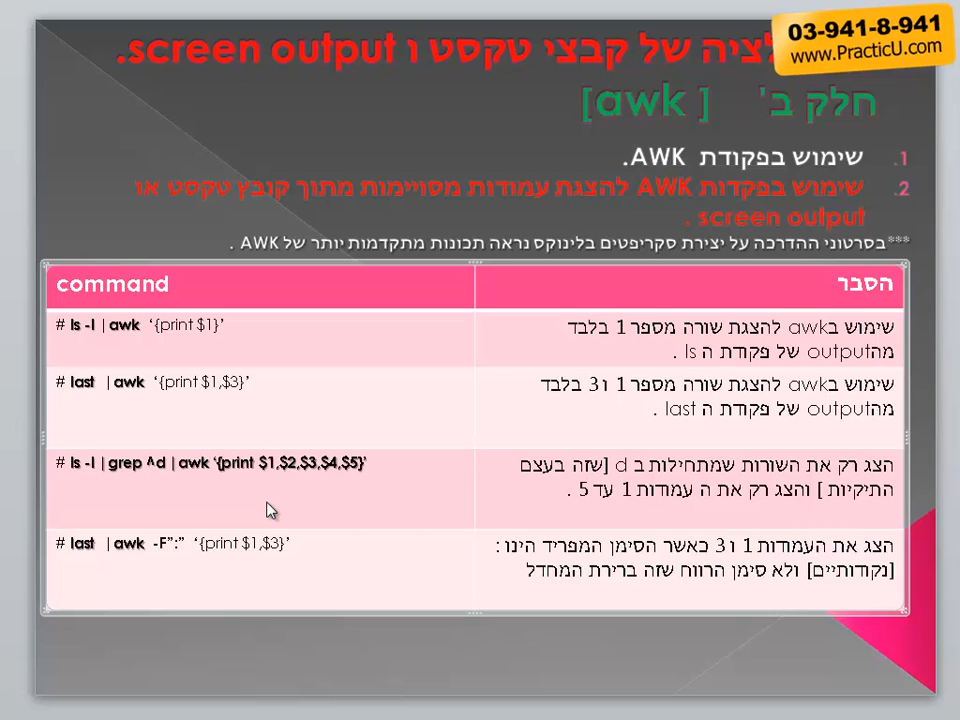 03-941-8-941
www.PracticU.com
לציה של קבצי טקסט ו screen output.
חלק ב' [ awk]
1. שימוש בפקודת AWK.
2. שימוש בפקדות AWK להצגת עמודות מסויימות מתוך קובץ טקסט או
screen output .
***בסרטוני ההדרכה על יצירת סקריפטים בלינוקס נראה תכונות מתקדמות יותר של AWK .
הסבר
command
שימוש בawk להצגת שורה מספר 1 בלבד
מהoutput של פקודת ה ls .
# ls -l |awk ‘{print $1}’
שימוש בawk להצגת שורה מספר 1 ו 3 בלבד
מהoutput של פקודת ה last .
# last |awk ‘{print $1,$3}’
הצג רק את השורות שמתחילות ב d [שזה בעצם
התיקיות ] והצג רק את ה עמודות 1 עד 5 .
# ls -l |grep ^d |awk ‘{print $1,$2,$3,$4,$5}’
הצג את העמודות 1 ו 3 כאשר הסימן המפריד הינו :
[נקודותיים] ולא סימן הרווח שזה ברירת המחדל
# last |awk -F”:” ‘{print $1,$3}’